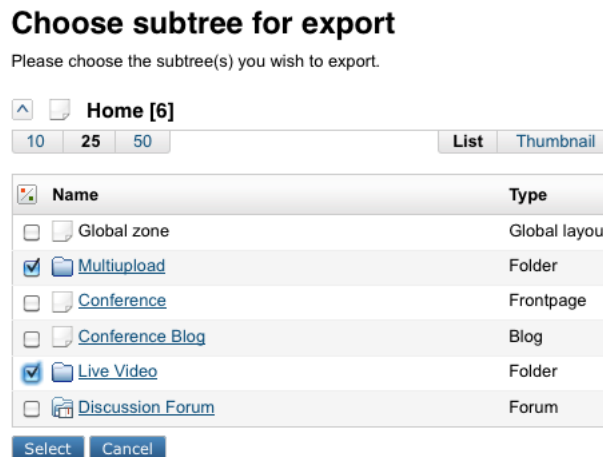 Choose subtree for export
Please choose the subtree(s) you wish to export.
Home [6]
10 25 50 List Thumbnail
Name Type
Global zone Global layou
Multiupload Folder
Conference Frontpage
Conference Blog Blog
Live Video Folder
Discussion Forum Forum
Select Cancel